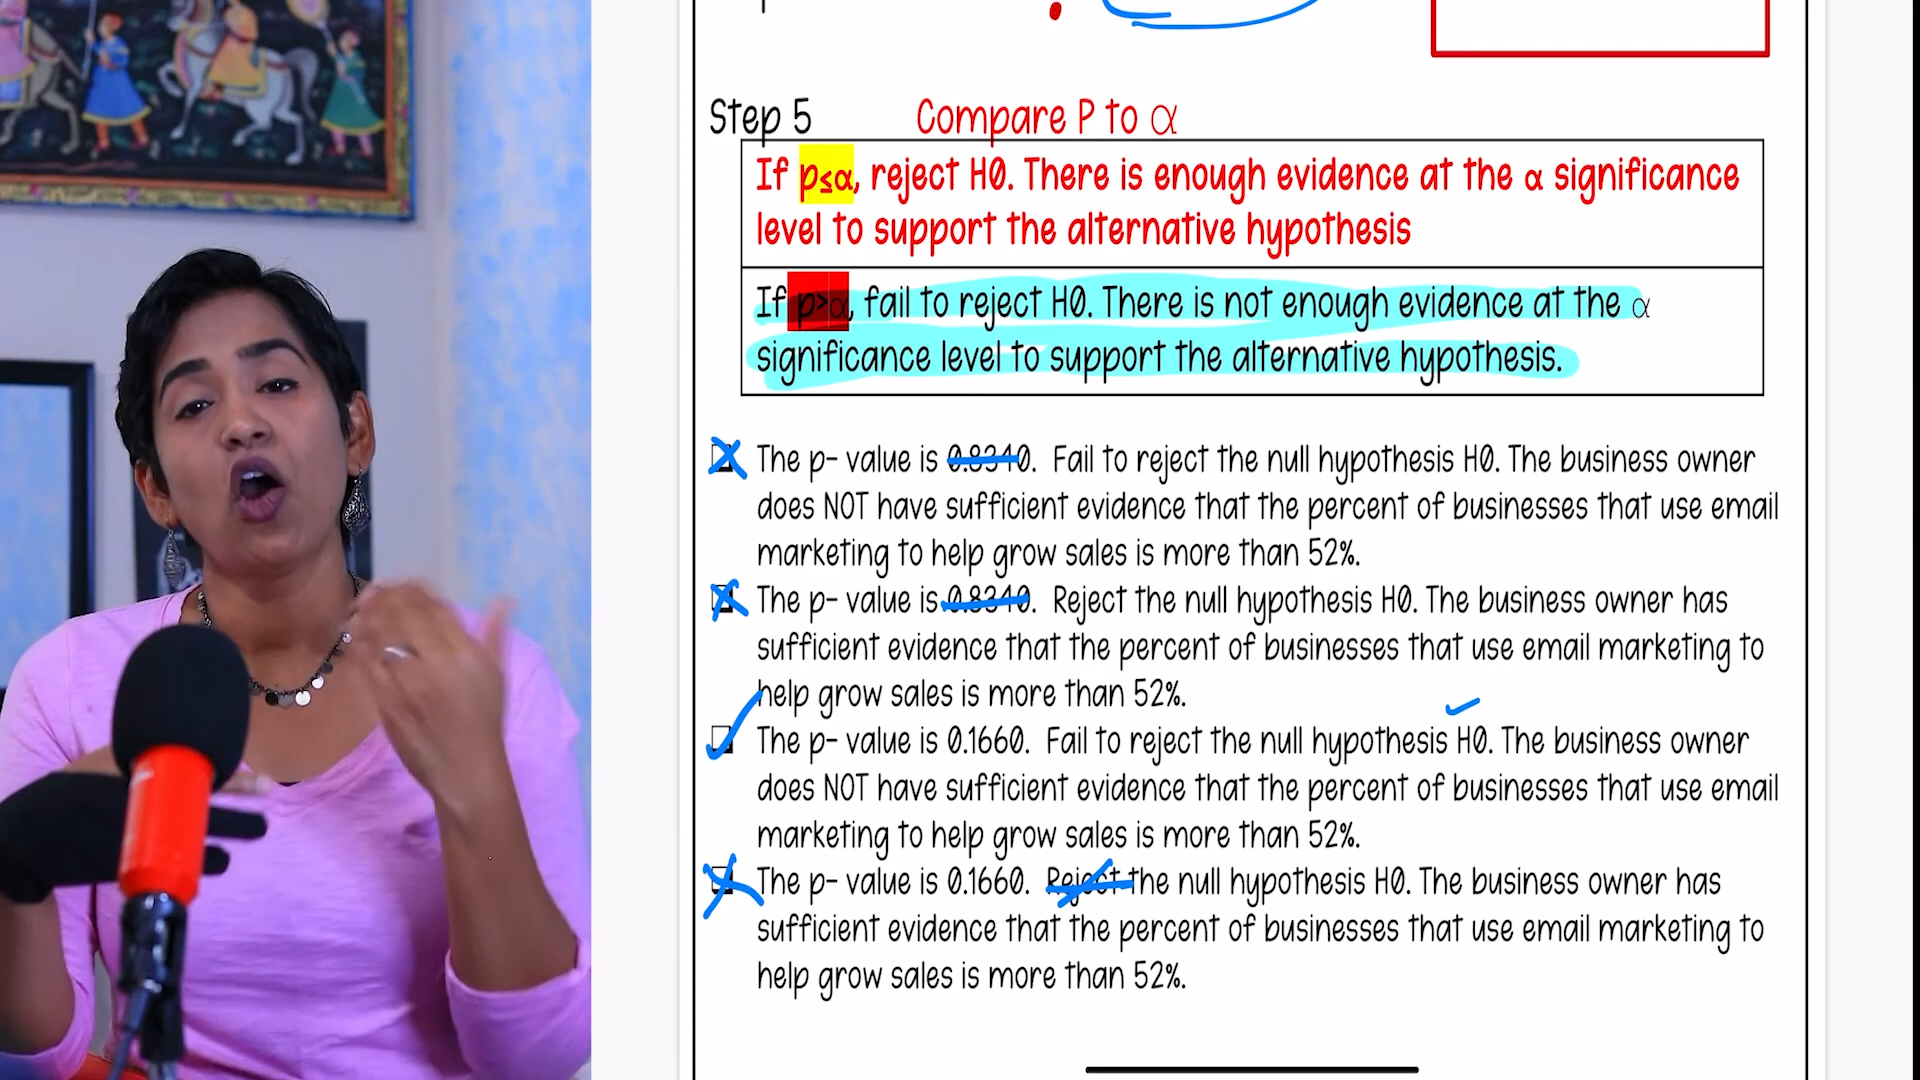 Step 5 Compare P to α
If p≤α, reject H0. There is enough evidence at the α significance
level to support the alternative hypothesis
If p>α, fail to reject H0. There is not enough evidence at the α
significance level to support the alternative hypothesis.
The p- value is 0.8340. Fail to reject the null hypothesis H0. The business owner
does NOT have sufficient evidence that the percent of businesses that use email
marketing to help grow sales is more than 52%.
The p- value is 0.8340. Reject the null hypothesis H0. The business owner has
sufficient evidence that the percent of businesses that use email marketing to
help grow sales is more than 52%.
The p- value is 0.1660. Fail to reject the null hypothesis H0. The business owner
does NOT have sufficient evidence that the percent of businesses that use email
marketing to help grow sales is more than 52%.
The p- value is 0.1660. Reject the null hypothesis H0. The business owner has
sufficient evidence that the percent of businesses that use email marketing to
help grow sales is more than 52%.